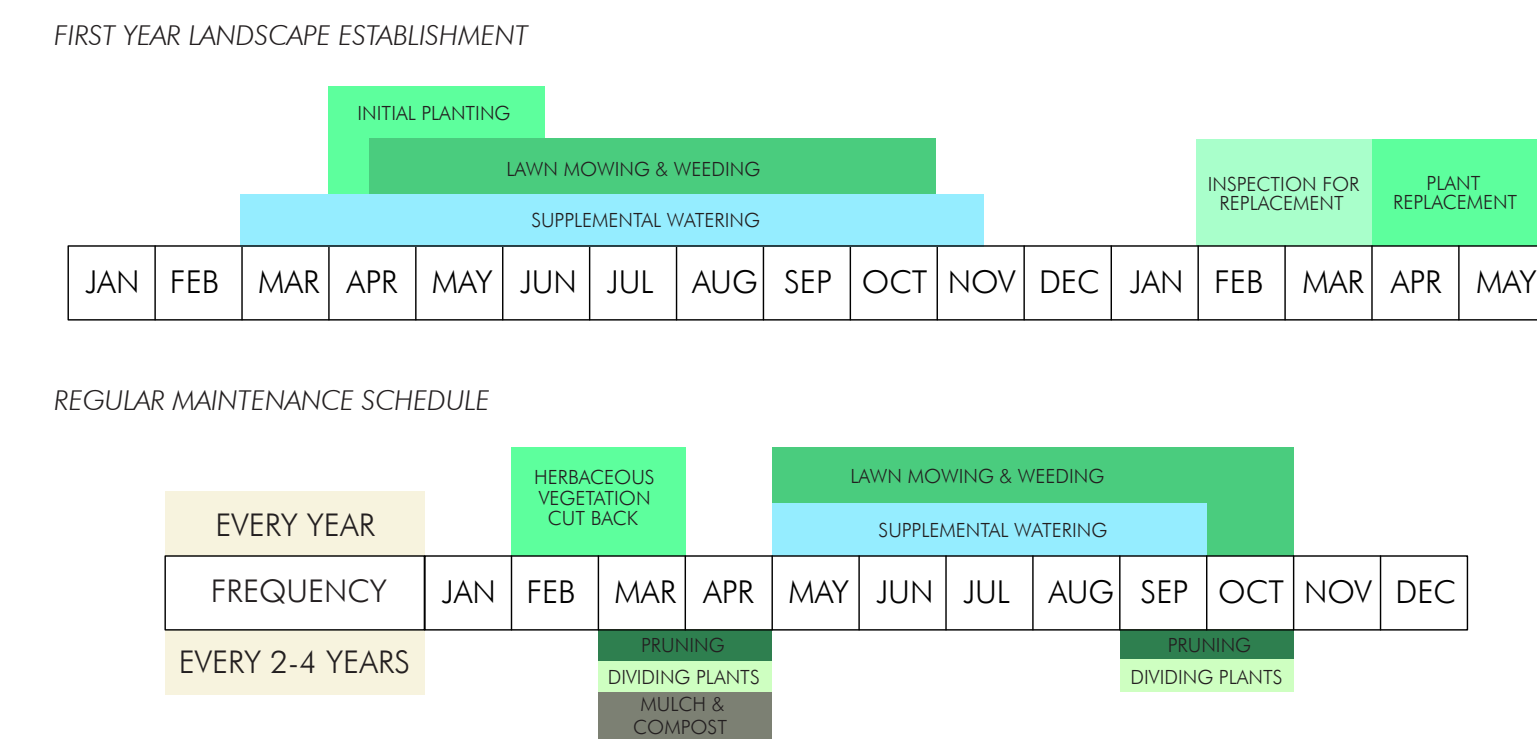 FIRST YEAR LANDSCAPE ESTABLISHMENT
INITIAL PLANTING
LAWN MOWING & WEEDING
SUPPLEMENTAL WATERING
INSPECTION FOR
REPLACEMENT
PLANT
REPLACEMENT
JAN FEB MAR APR MAY JUN JUL AUG SEP OCT NOV DEC JAN FEB MAR APR MAY
REGULAR MAINTENANCE SCHEDULE
HERBACEOUS
VEGETATION
CUT BACK
LAWN MOWING & WEEDING
SUPPLEMENTAL WATERING
EVERY YEAR
FREQUENCY JAN FEB MAR APR MAY JUN JUL AUG SEP OCT NOV DEC
EVERY 2-4 YEARS
PRUNING
DIVIDING PLANTS
MULCH &
COMPOST
PRUNING
DIVIDING PLANTS